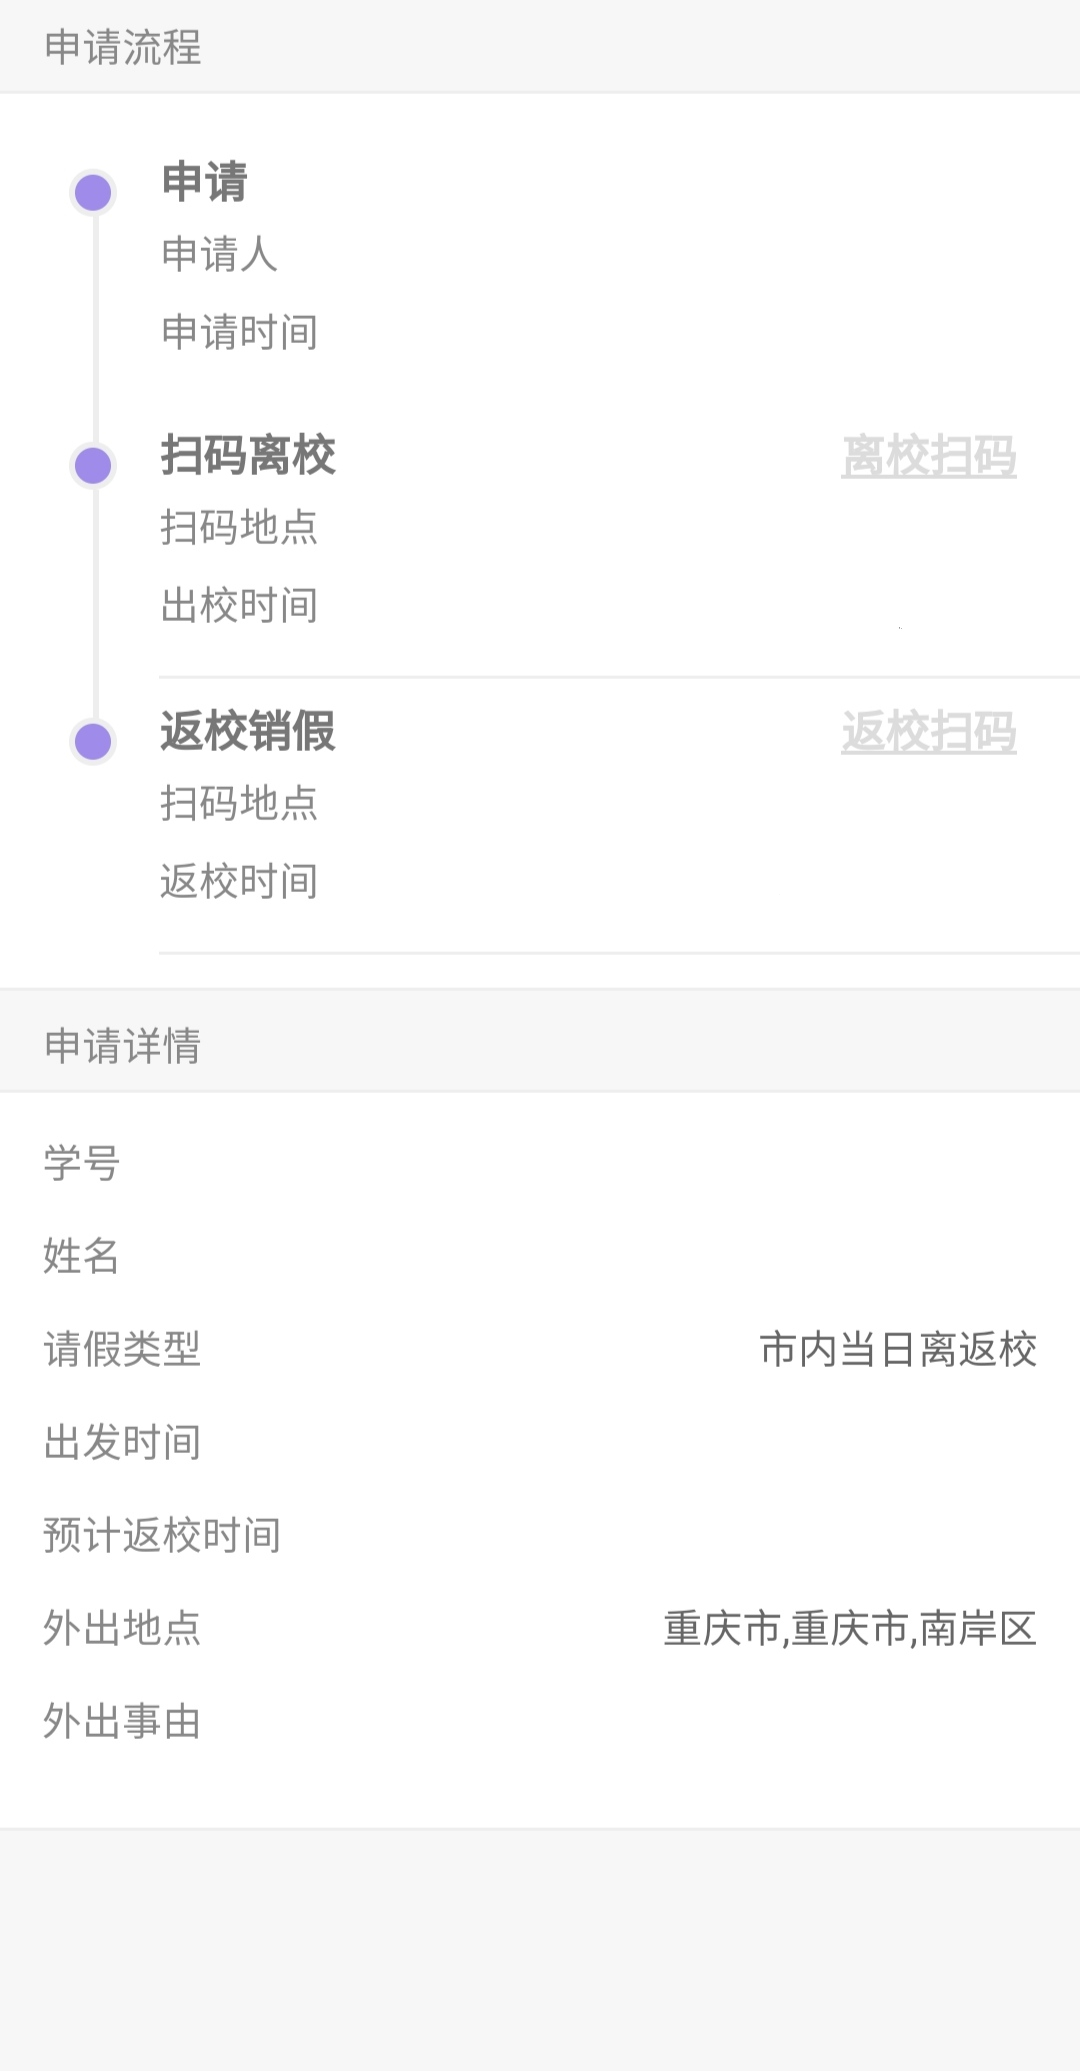 申请流程
申请
申请人
申请时间
扫码离校 离校扫码
扫码地点
出校时间
返校销假 返校扫码
扫码地点
返校时间
申请详情
学号
姓名
请假类型 市内当日离返校
出发时间
预计返校时间
外出地点 重庆市,重庆市,南岸区
外出事由